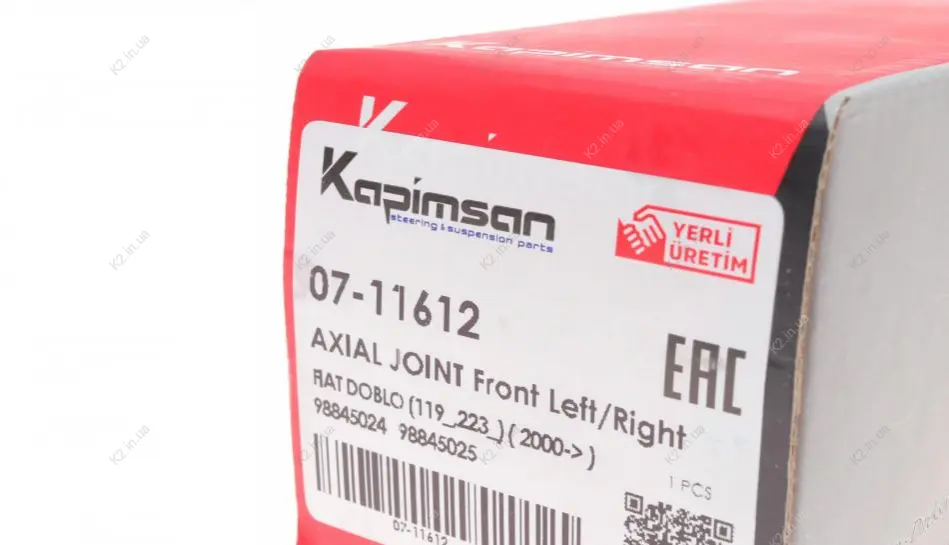 Kapimsan
Kapimsan
steering & suspension parts
YERLİ
ÜRETİM
07-11612
EAC
AXIAL JOINT Front Left/Right
FIAT DOBLO (119_,223_) ( 2000-> )
98845024 98845025
1 PCS
07-11612
K2.in.ua